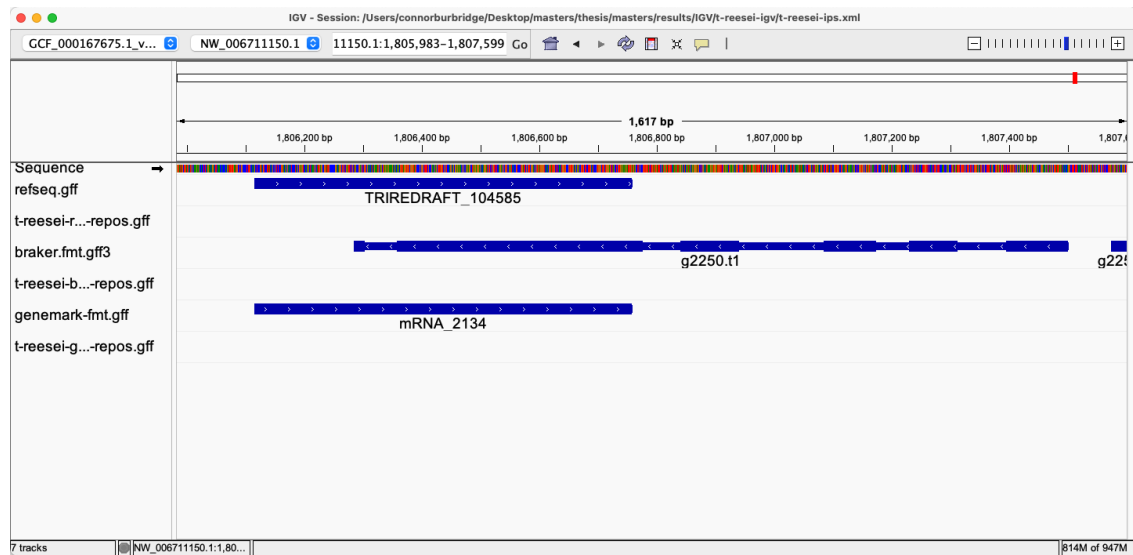 IGV - Session: /Users/connorburbridge/Desktop/masters/thesis/masters/results/IGV/t-reesei-igv/t-reesei-ips.xml
GCF_000167675.1_v... NW_006711150.1 11150.1:1,805,983-1,807,599 Go
1,617 bp
1,806,200 bp 1,806,400 bp 1,806,600 bp 1,806,800 bp 1,807,000 bp 1,807,200 bp 1,807,400 bp 1,807,6
Sequence
refseq.gff
TRIREDRAFT_104585
t-reesei-r...-repos.gff
braker.fmt.gff3
g2250.t1 g225
t-reesei-b...-repos.gff
genemark-fmt.gff
mRNA_2134
t-reesei-g...-repos.gff
7 tracks NW_006711150.1:1,80... 814M of 947M